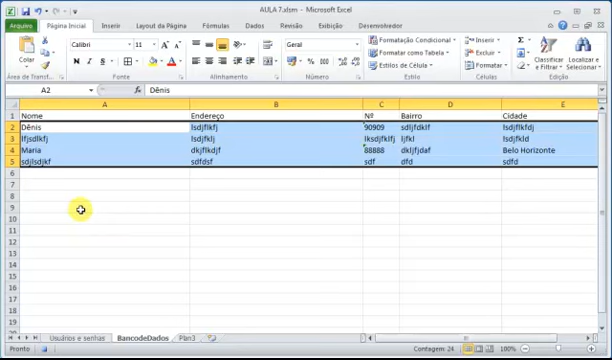 AULA 7.xlsm - Microsoft Excel
Arquivo Página Inicial Inserir Layout da Página Fórmulas Dados Revisão Exibição Desenvolvedor
Colar
Calibri 11
N I S
Geral
% 000
Formatação Condicional
Formatar como Tabela
Estilos de Célula
Inserir
Excluir
Formatar
Classificar e Filtrar
Localizar e Selecionar
Área de Transf... Fonte Alinhamento Número Estilo Células Edição
A2 fx Dênis
A B C D E
1 Nome Endereço Nº Bairro Cidade
2 Dênis lsdjflkfj 90909 sdljfdklf lsdjflkfdj
3 lfjsdlkfj lsdjfklj lksdjfklfj ljfkl lsdjfkld
4 Maria dkjflkdjf 88888 dkljfjdaf Belo Horizonte
5 sdjlsdjkf sdfdsf sdf dfd sdfd
6
7
8
9
10
11
12
13
14
15
16
17
18
19
Usuários e senhas BancodeDados Plan3
Pronto Contagem: 24 100%